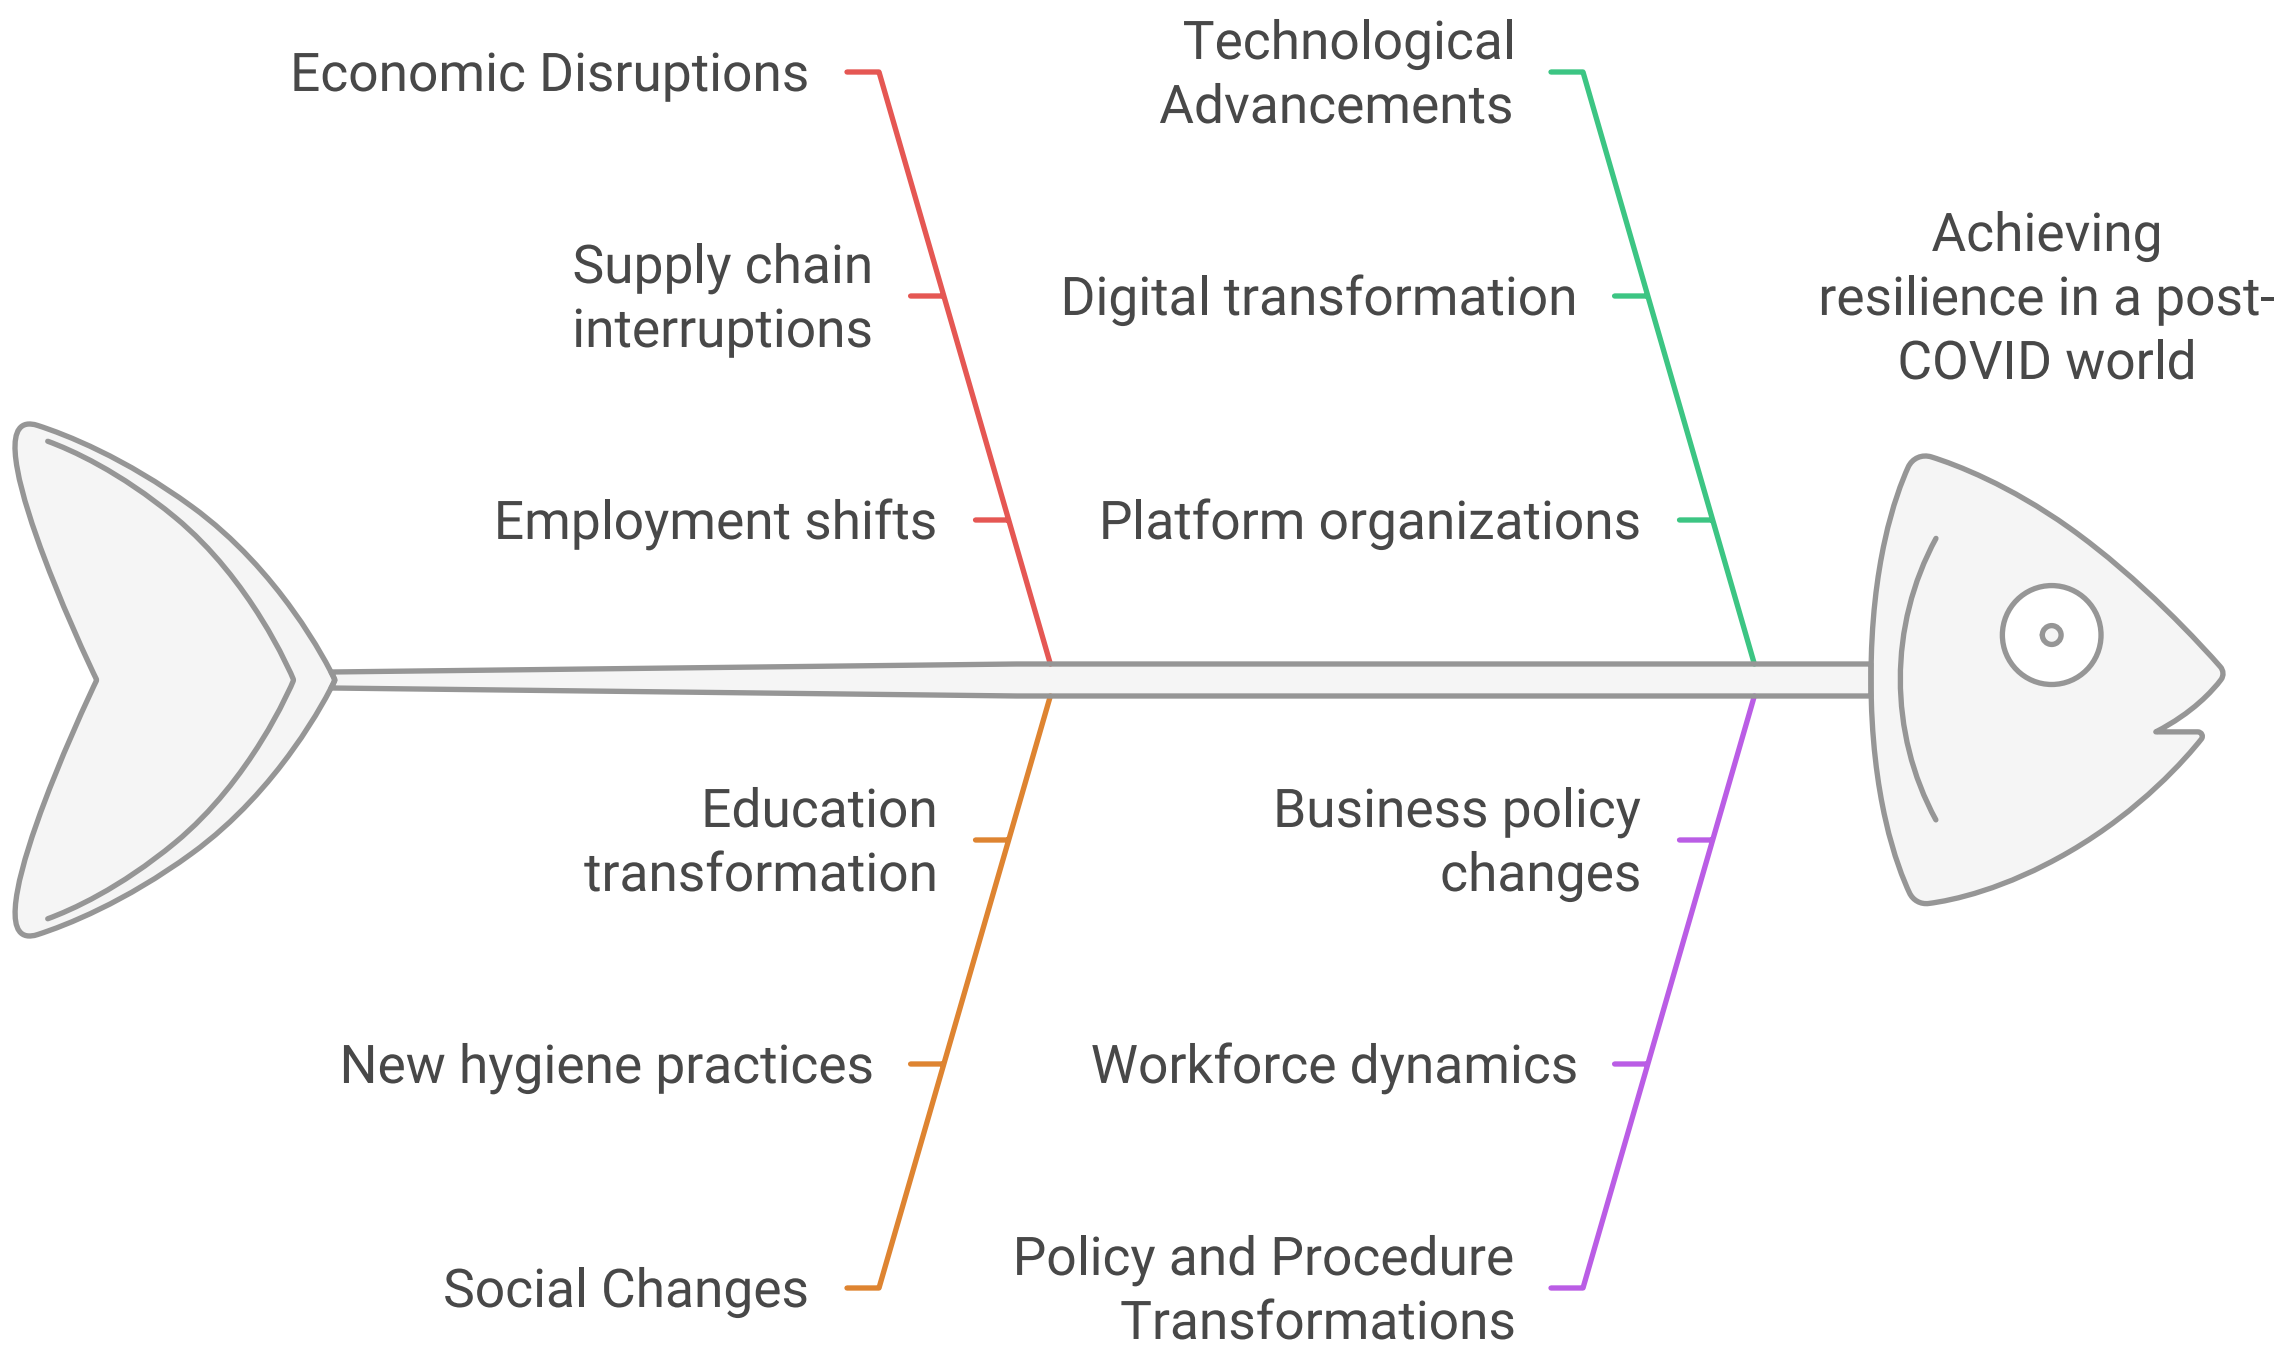 Economic Disruptions
Supply chain
interruptions
Employment shifts
Technological
Advancements
Digital transformation
Platform organizations
Achieving
resilience in a post-
COVID world
Education
transformation
New hygiene practices
Social Changes
Business policy
changes
Workforce dynamics
Policy and Procedure
Transformations